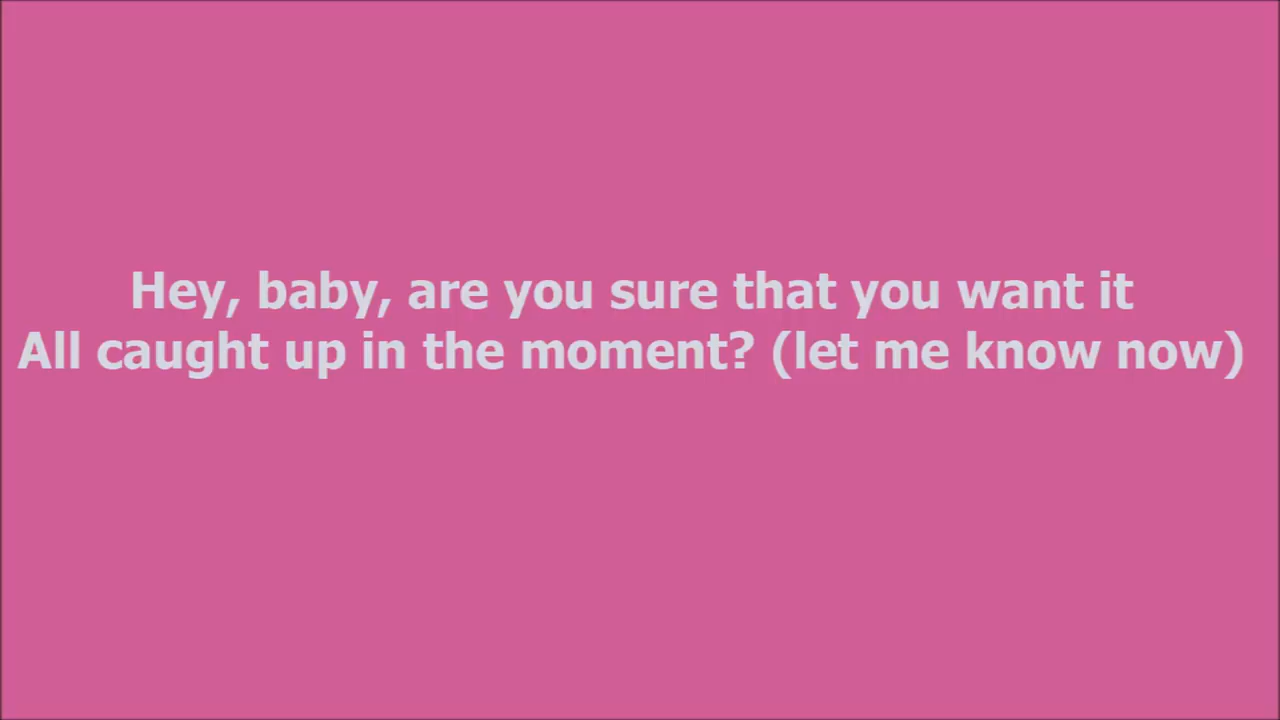 Hey, baby, are you sure that you want it
All caught up in the moment? (let me know now)